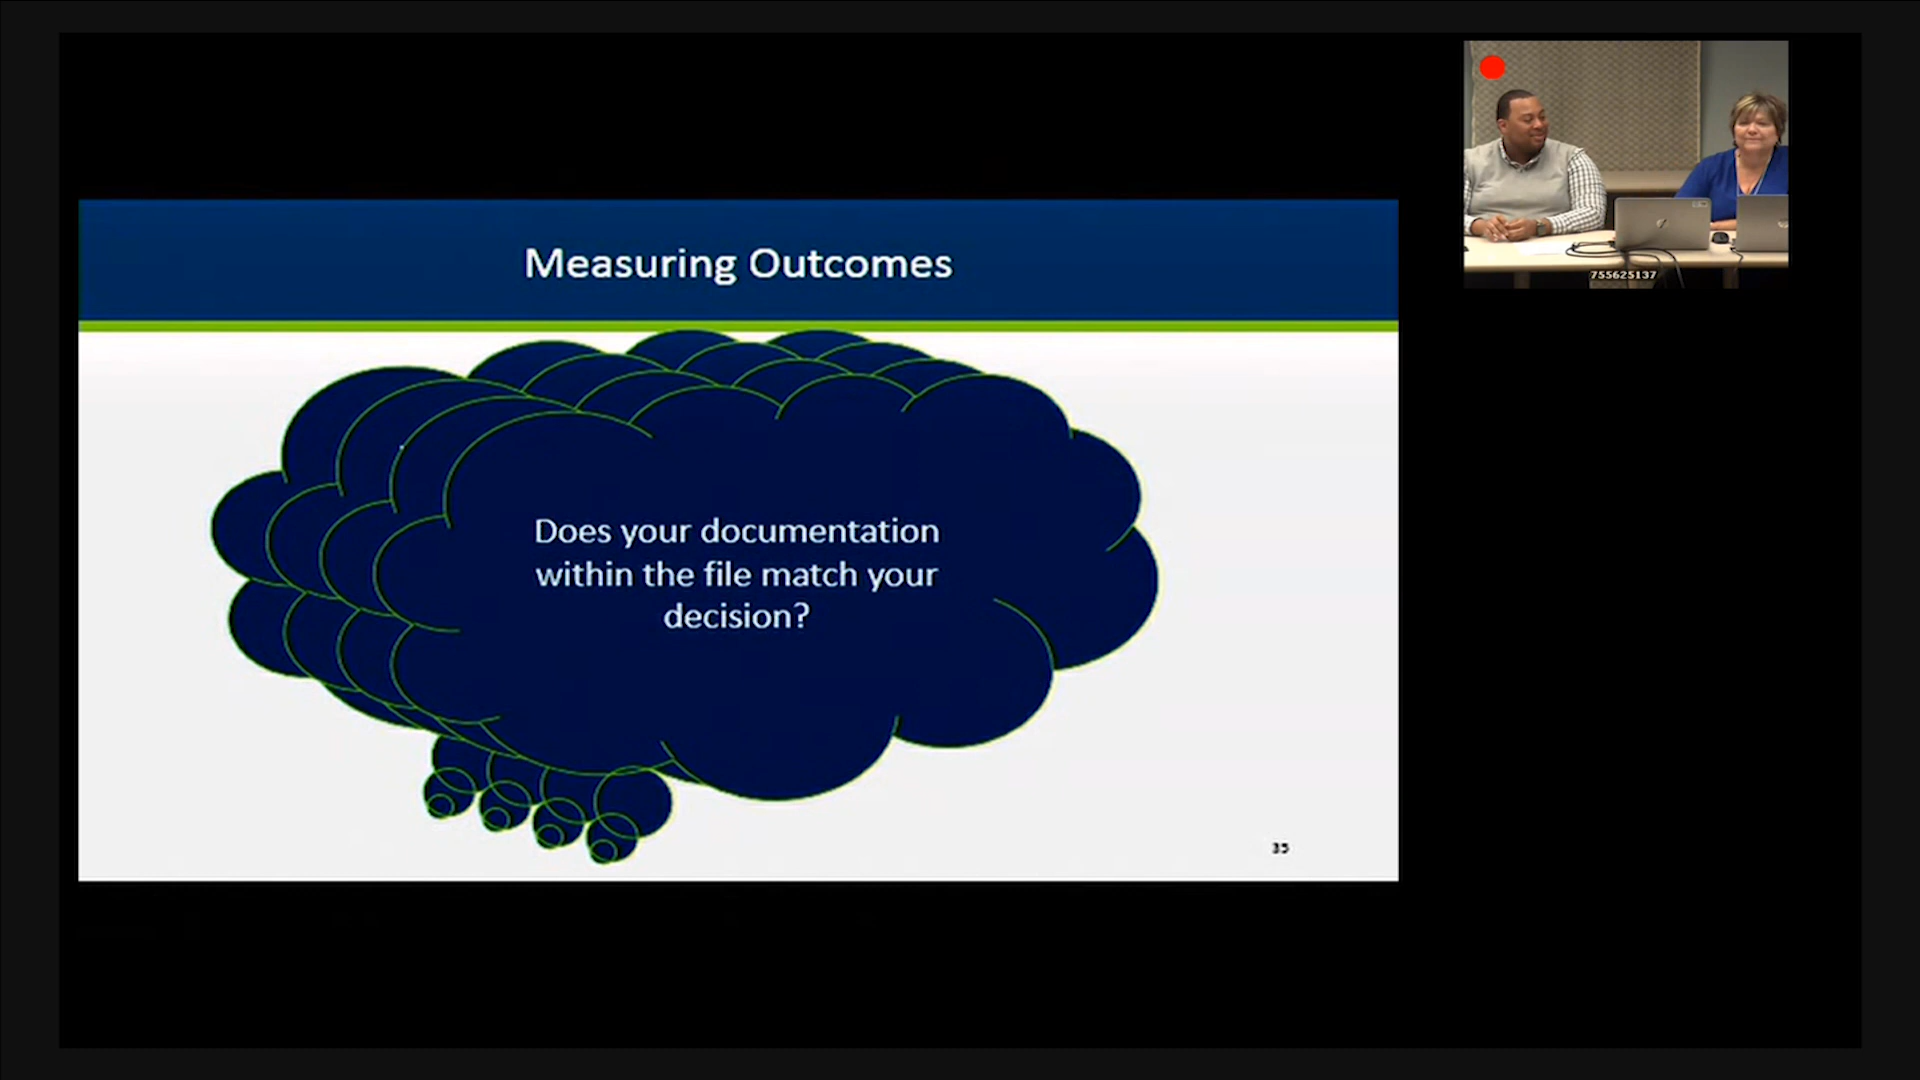 Measuring Outcomes
Does your documentation
within the file match your
decision?
35
755625137